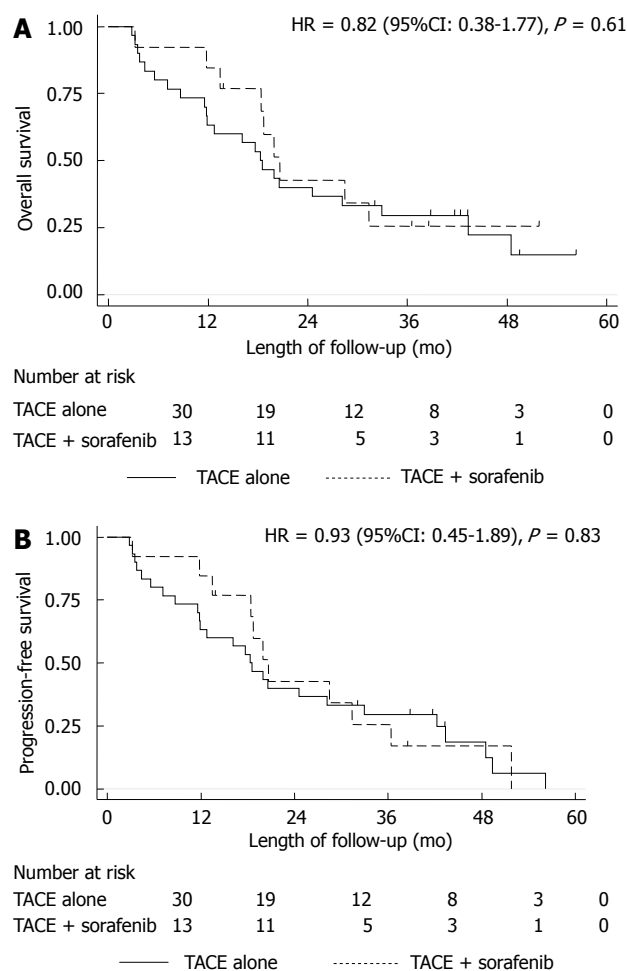 A
HR = 0.82 (95%CI: 0.38-1.77), P = 0.61
1.00
0.75
0.50
0.25
0.00
Overall survival
0 12 24 36 48 60
Length of follow-up (mo)
Number at risk
TACE alone 30 19 12 8 3 0
TACE + sorafenib 13 11 5 3 1 0
TACE alone TACE + sorafenib
B
HR = 0.93 (95%CI: 0.45-1.89), P = 0.83
1.00
0.75
0.50
0.25
0.00
Progression-free survival
0 12 24 36 48 60
Length of follow-up (mo)
Number at risk
TACE alone 30 19 12 8 3 0
TACE + sorafenib 13 11 5 3 1 0
TACE alone TACE + sorafenib